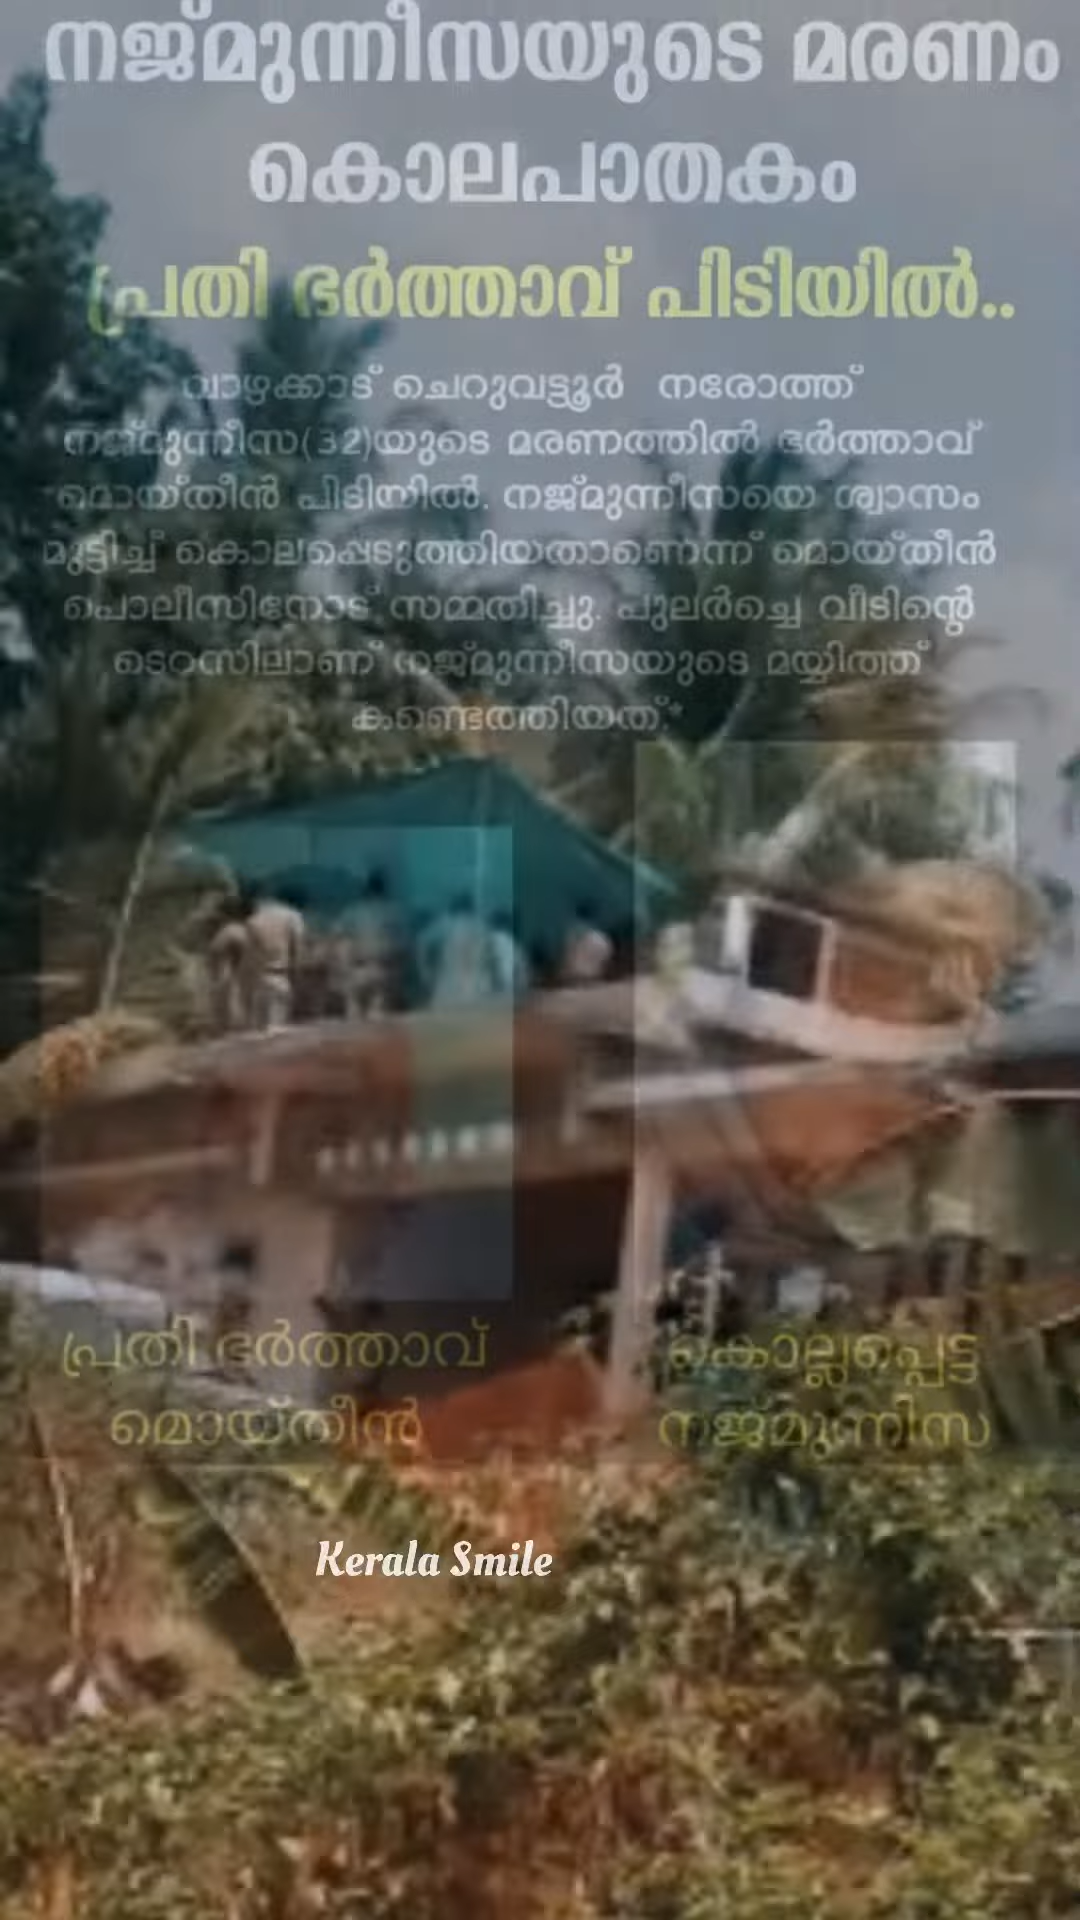 നജ്മുന്നീസയുടെ മരണം
കൊലപാതകം
പ്രതി ഭർത്താവ് പിടിയിൽ..
വാഴക്കാട് ചെറുവട്ടൂർ നരോത്ത്
നജ്മുന്നീസ(32)യുടെ മരണത്തിൽ ഭർത്താവ്
മൊയ്തീൻ പിടിയിൽ. നജ്മുന്നീസയെ ശ്വാസം
മുട്ടിച്ച് കൊലപ്പെടുത്തിയതാണെന്ന് മൊയ്തീൻ
പൊലീസിനോട് സമ്മതിച്ചു. പുലർച്ചെ വീടിന്റെ
ടെറസിലാണ് നജ്മുന്നീസയുടെ മയ്യിത്ത്
കണ്ടെത്തിയത്.*
പ്രതി ഭർത്താവ്
മൊയ്തീൻ
കൊല്ലപ്പെട്ട
നജ്മുന്നിസ
Kerala Smile